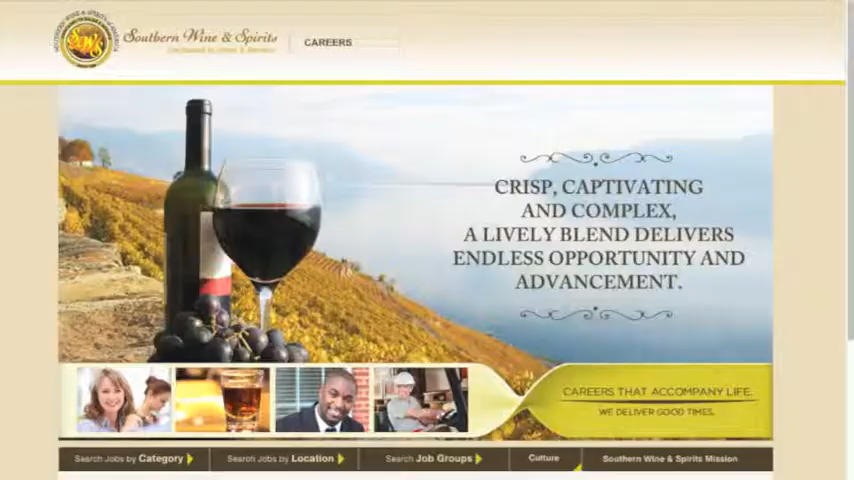 Southern Wine & Spirits
CAREERS
CRISP, CAPTIVATING
AND COMPLEX,
A LIVELY BLEND DELIVERS
ENDLESS OPPORTUNITY AND
ADVANCEMENT.
CAREERS THAT ACCOMPANY LIFE.
WE DELIVER GOOD TIMES.
Search Jobs by Category
Search Jobs by Location
Search Job Groups
Culture
Southern Wine & Spirits Mission